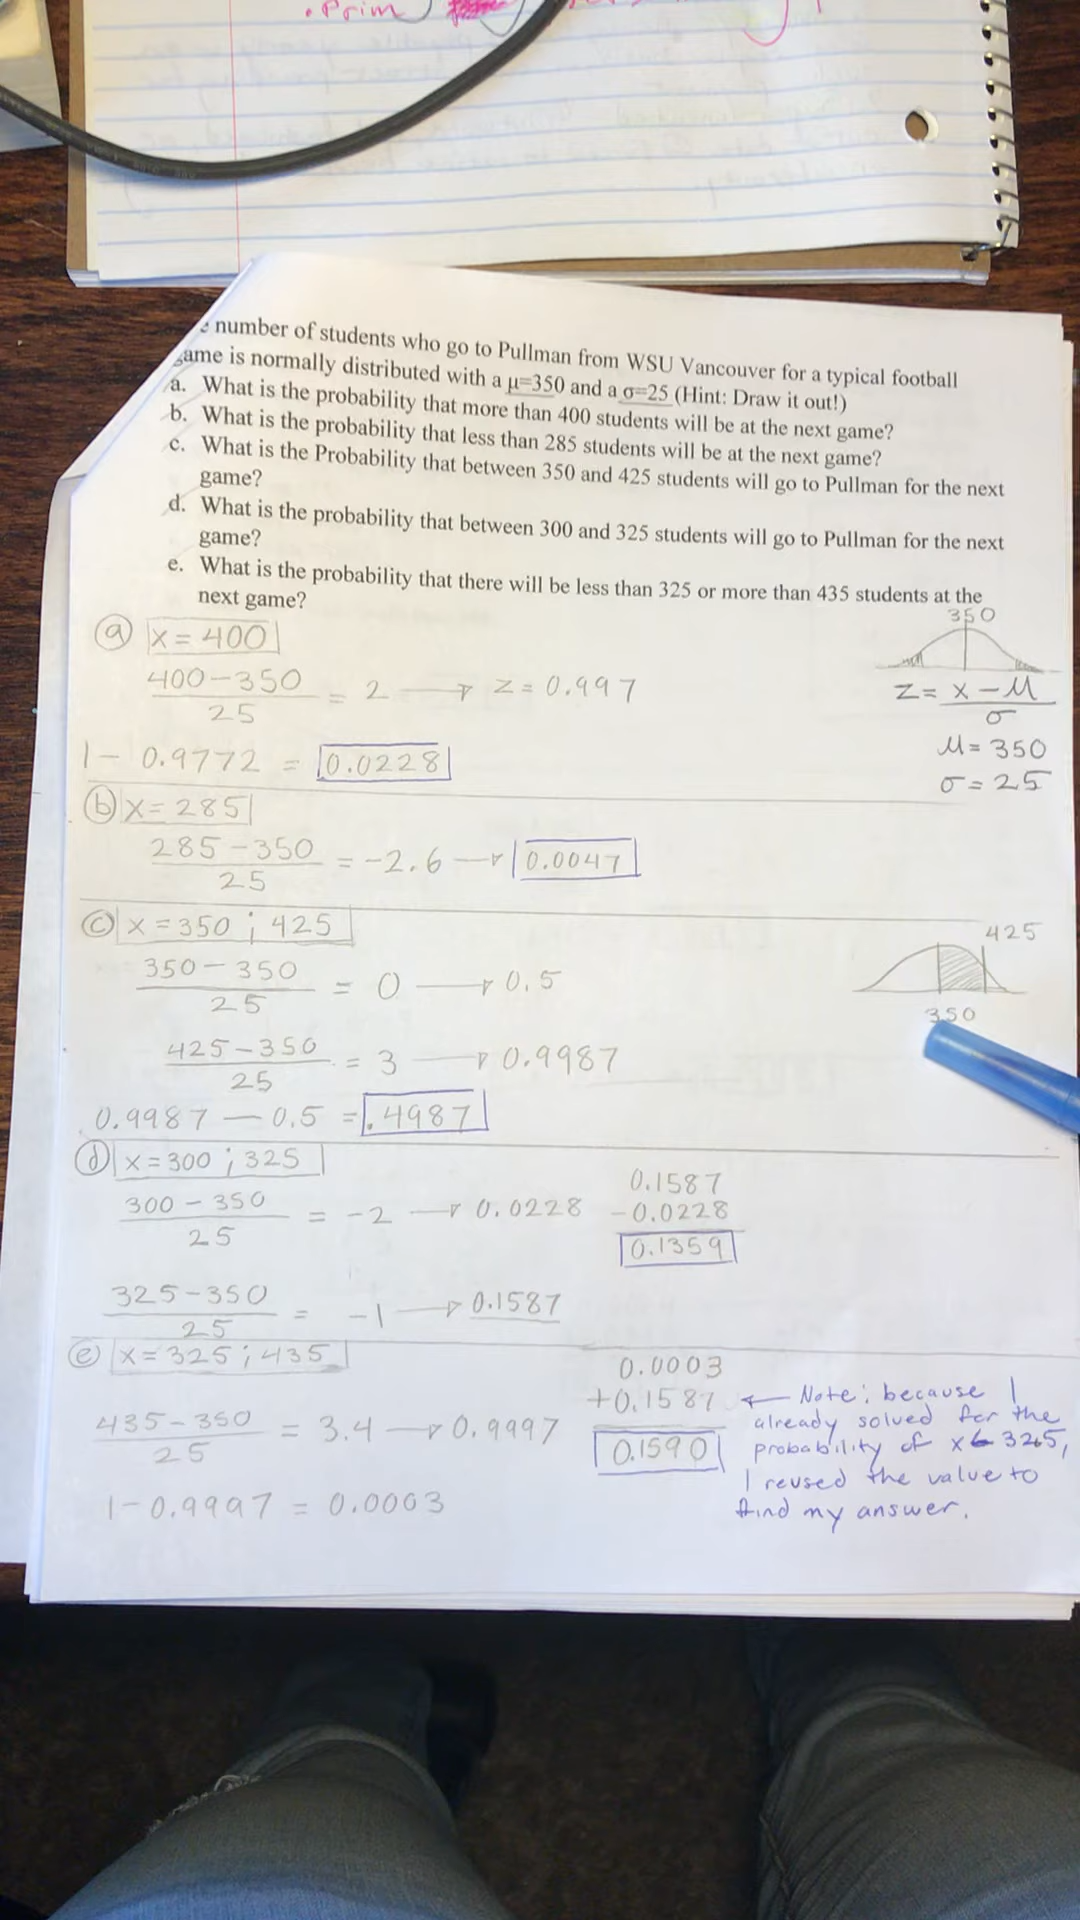 • Prim
number of students who go to Pullman from WSU Vancouver for a typical football
game is normally distributed with a μ=350 and a σ=25 (Hint: Draw it out!)
a. What is the probability that more than 400 students will be at the next game?
b. What is the probability that less than 285 students will be at the next game?
c. What is the Probability that between 350 and 425 students will go to Pullman for the next
game?
d. What is the probability that between 300 and 325 students will go to Pullman for the next
game?
e. What is the probability that there will be less than 325 or more than 435 students at the
next game?
350
z = x - M
σ
M = 350
σ = 25
a x = 400
400 - 350
25
= 2 → z = 0.997
1 - 0.9772 = 0.0228
b x = 285
285 - 350
25
= -2.6 → 0.0047
c x = 350 ; 425
350 - 350
25
= 0 → 0.5
425 - 350
25
= 3 → 0.9987
0.9987 - 0.5 = .4987
425
350
d x = 300 ; 325
300 - 350
25
= -2 → 0.0228
325 - 350
25
= -1 → 0.1587
0.1587
-0.0228
0.1359
e x = 325 ; 435
435 - 350
25
= 3.4 → 0.9997
1 - 0.9997 = 0.0003
0.0003
+0.1587
0.1590
← Note: because I
already solved for the
probability of x < 325,
I reused the value to
find my answer.